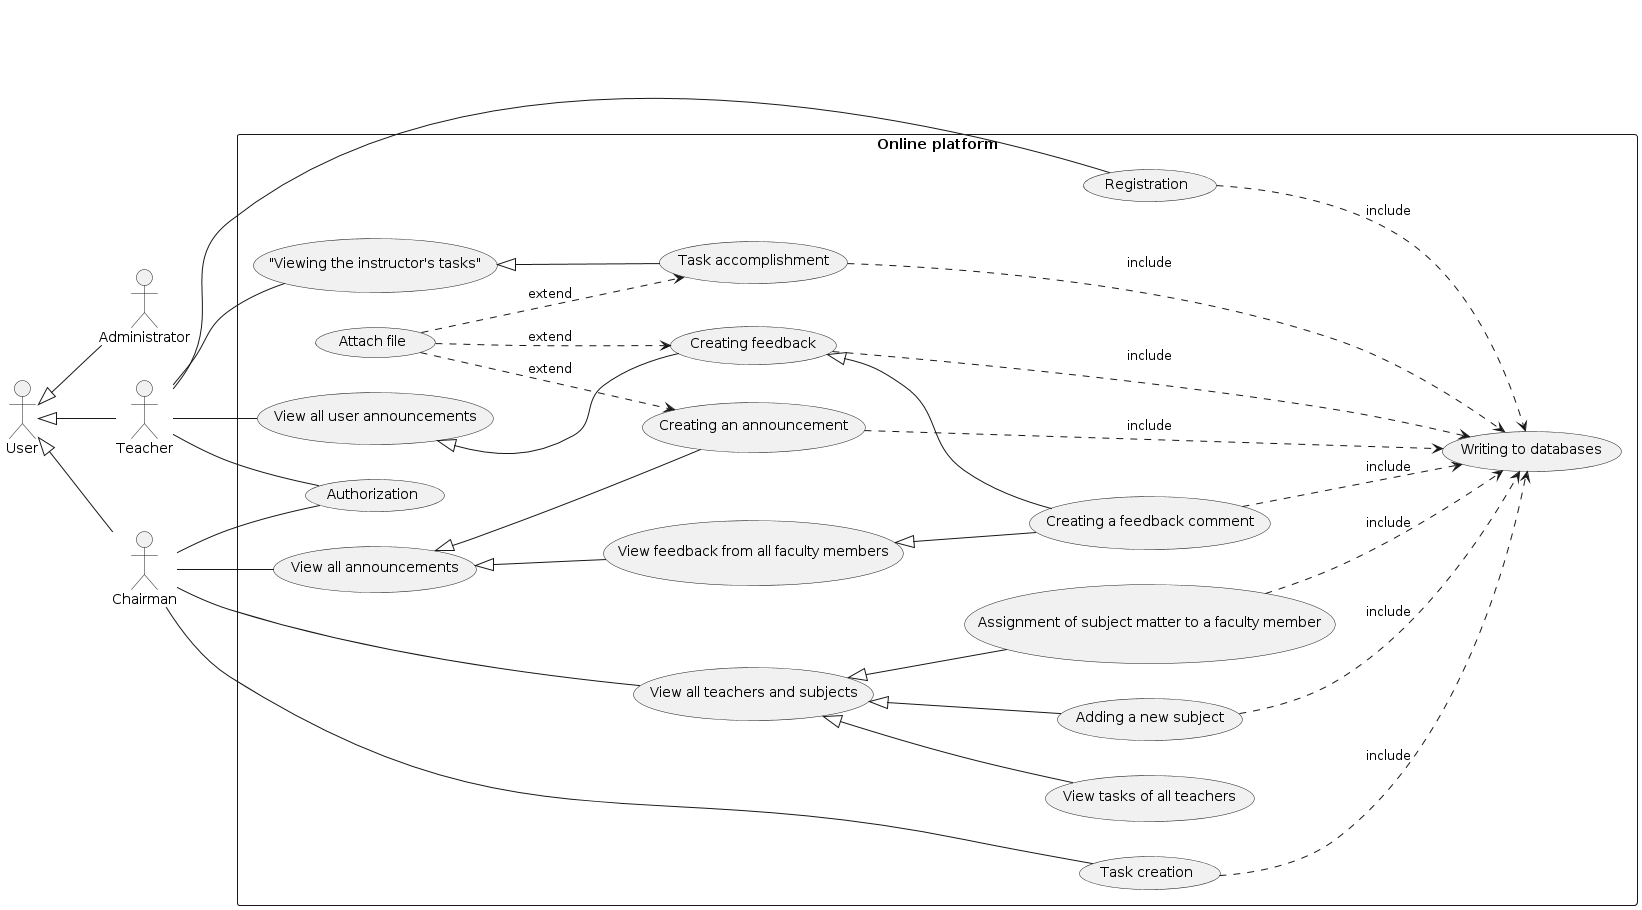 Online platform
Registration
include
"Viewing the instructor's tasks"
Task accomplishment
include
extend
Administrator
Attach file
extend
Creating feedback
include
extend
View all user announcements
Creating an announcement
include
User
Teacher
Writing to databases
include
Authorization
Creating a feedback comment
include
View feedback from all faculty members
View all announcements
Chairman
include
Assignment of subject matter to a faculty member
View all teachers and subjects
Adding a new subject
include
View tasks of all teachers
Task creation